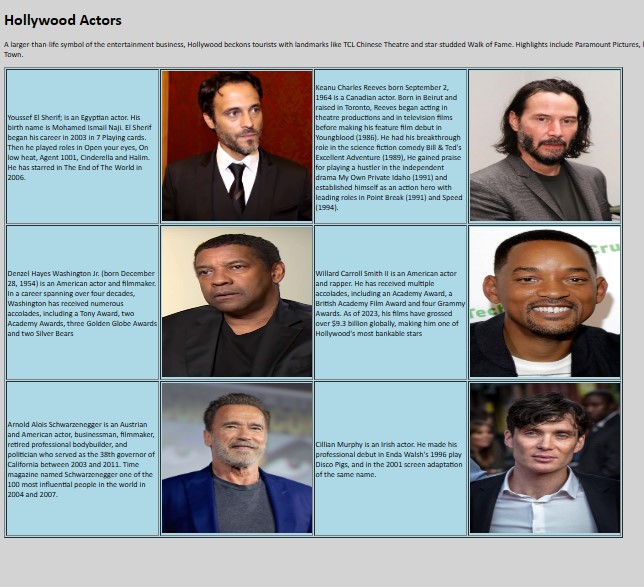 Hollywood Actors
A larger-than-life symbol of the entertainment business, Hollywood beckons tourists with landmarks like TCL Chinese Theatre and star-studded Walk of Fame. Highlights include Paramount Pictures,
Town.
Youssef El Sherif; is an Egyptian actor. His
birth name is Mohamed Ismail Naji. El Sherif
began his career in 2003 in 7 Playing cards.
Then he played roles in Open your eyes, On
low heat, Agent 1001, Cinderella and Halim.
He has starred in The End of The World in
2006.
Keanu Charles Reeves born September 2,
1964 is a Canadian actor. Born in Beirut and
raised in Toronto, Reeves began acting in
theatre productions and in television films
before making his feature film debut in
Youngblood (1986). He had his breakthrough
role in the science fiction comedy Bill & Ted's
Excellent Adventure (1989), He gained praise
for playing a hustler in the independent
drama My Own Private Idaho (1991) and
established himself as an action hero with
leading roles in Point Break (1991) and Speed
(1994).
Denzel Hayes Washington Jr. (born December
28, 1954) is an American actor and filmmaker.
In a career spanning over four decades,
Washington has received numerous
accolades, including a Tony Award, two
Academy Awards, three Golden Globe Awards
and two Silver Bears
Willard Carroll Smith II is an American actor
and rapper. He has received multiple
accolades, including an Academy Award, a
British Academy Film Award and four Grammy
Awards. As of 2023, his films have grossed
over $9.3 billion globally, making him one of
Hollywood's most bankable stars
Arnold Alois Schwarzenegger is an Austrian
and American actor, businessman, filmmaker,
retired professional bodybuilder, and
politician who served as the 38th governor of
California between 2003 and 2011. Time
magazine named Schwarzenegger one of the
100 most influential people in the world in
2004 and 2007.
Cillian Murphy is an Irish actor. He made his
professional debut in Enda Walsh's 1996 play
Disco Pigs, and in the 2001 screen adaptation
of the same name.